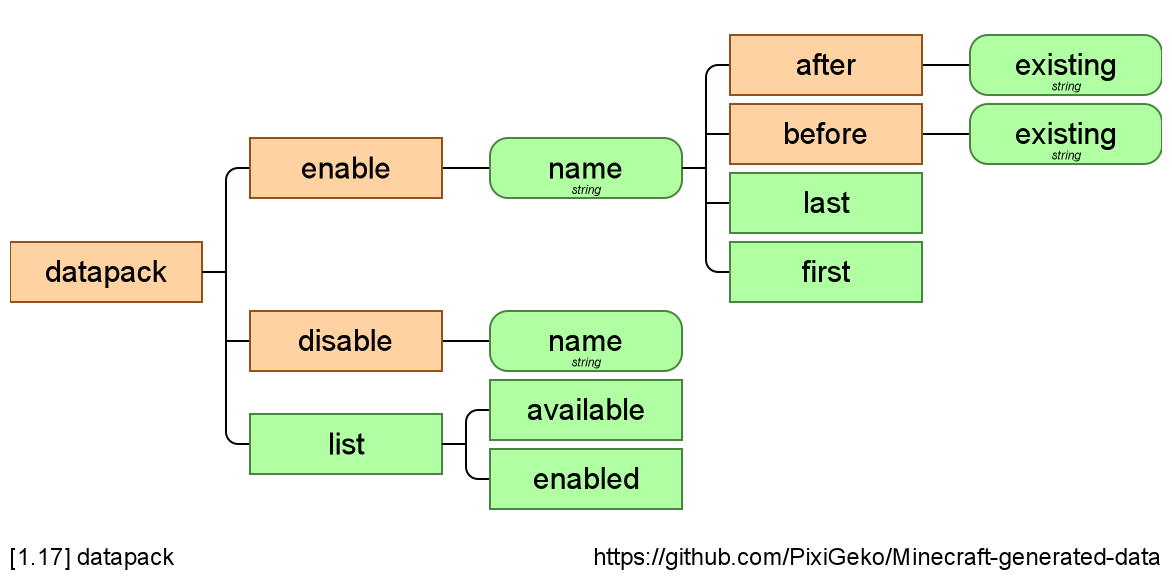 after
existing
string
before
existing
string
enable
name
string
last
datapack
first
disable
name
string
available
list
enabled
[1.17] datapack
https://github.com/PixiGeko/Minecraft-generated-data